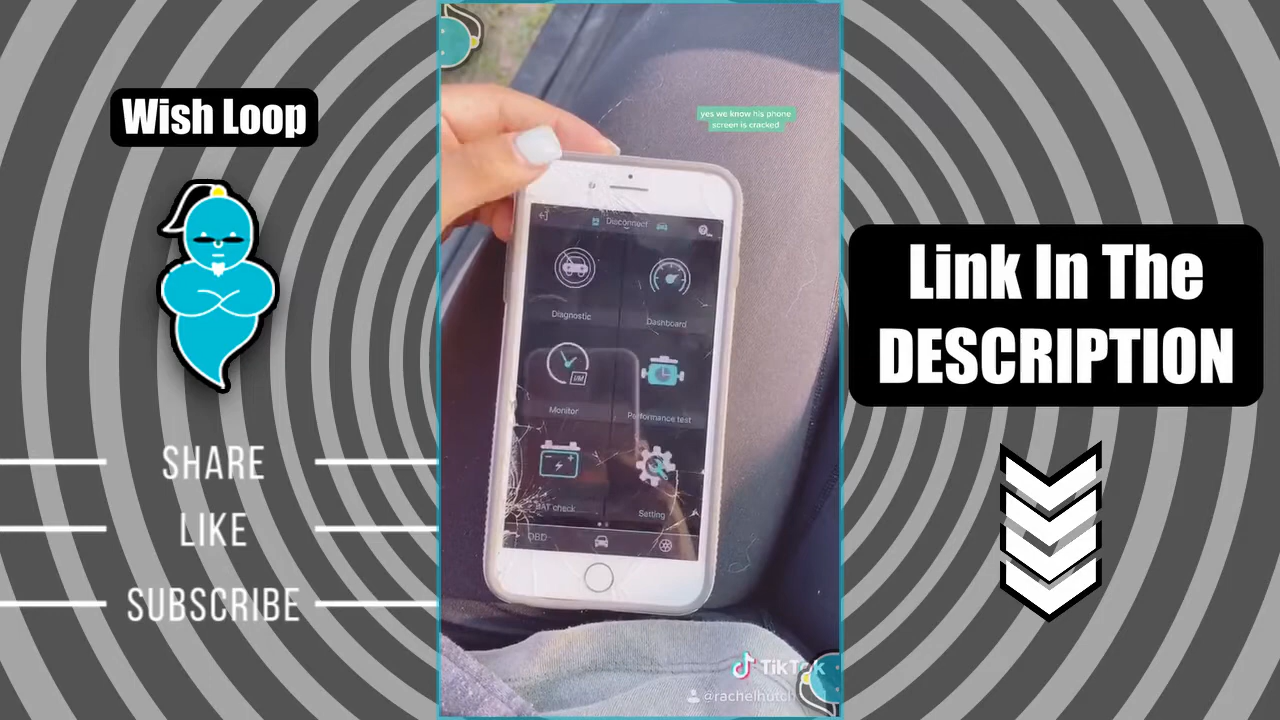 Wish Loop
SHARE
LIKE
SUBSCRIBE
yes we know his phone
screen is cracked
Disconnect
Diagnostic
Dashboard
I/M
Monitor
Performance test
BAT check
Setting
OBD
TikTok
@rachelhutch
Link In The
DESCRIPTION